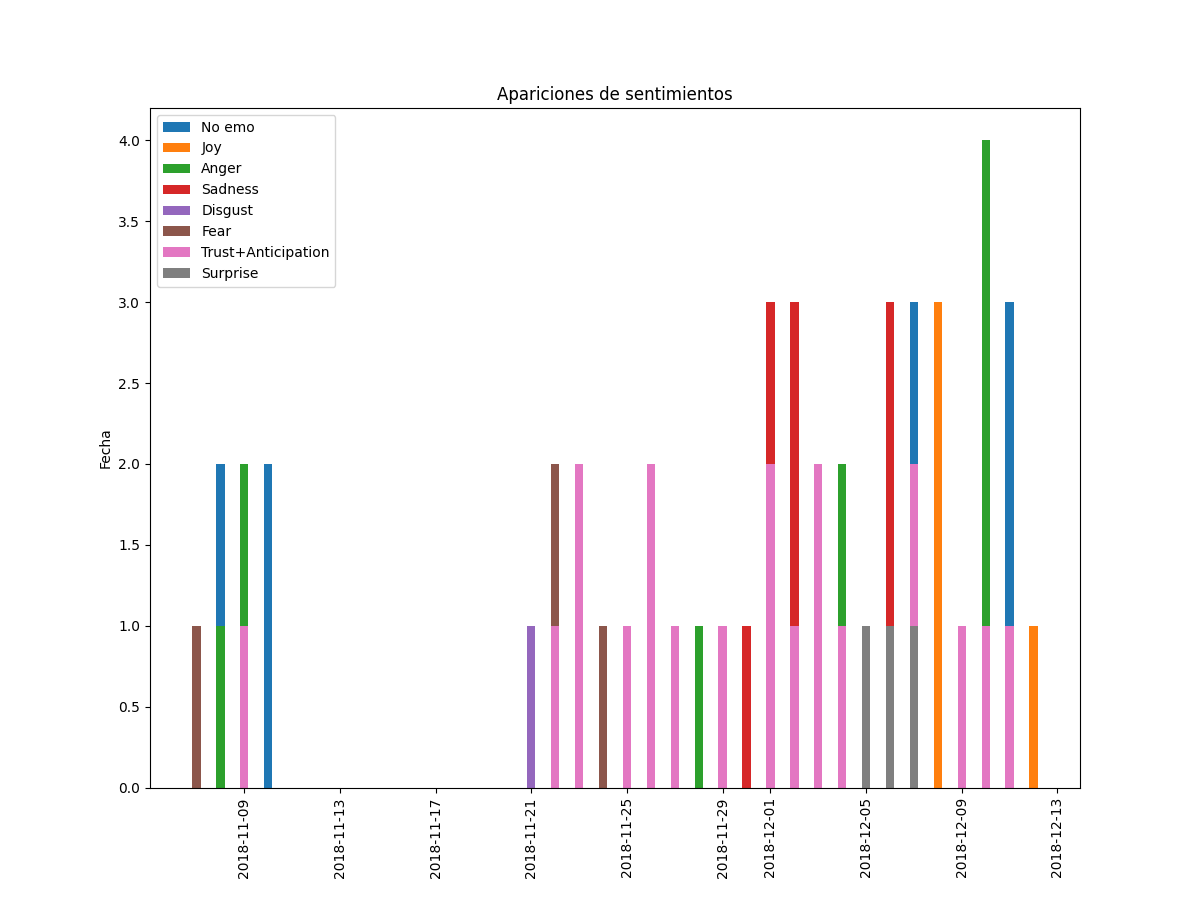 Apariciones de sentimientos
No emo
Joy
Anger
Sadness
Disgust
Fear
Trust+Anticipation
Surprise
4.0
3.5
3.0
2.5
2.0
1.5
1.0
0.5
0.0
Fecha
2018-11-09
2018-11-13
2018-11-17
2018-11-21
2018-11-25
2018-11-29
2018-12-01
2018-12-05
2018-12-09
2018-12-13